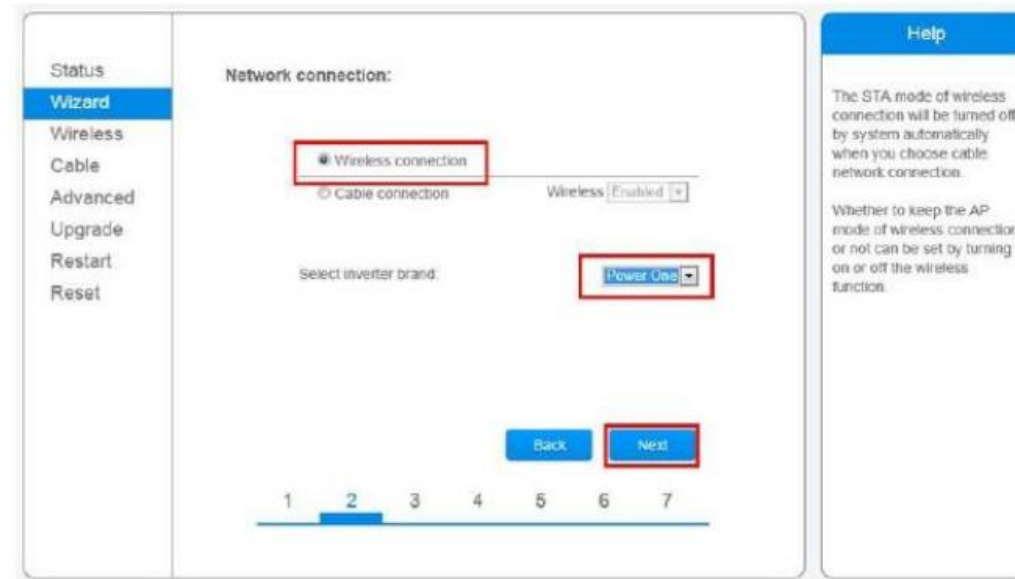 Status
Wizard
Wireless
Cable
Advanced
Upgrade
Restart
Reset
Network connection:
Wireless connection
Cable connection
Wireless Enabled
Select inverter brand:
Power One
Back
Next
1 2 3 4 5 6 7
Help
The STA mode of wireless
connection will be turned off
by system automatically
when you choose cable
network connection.
Whether to keep the AP
mode of wireless connection
or not can be set by turning
on or off the wireless
function.